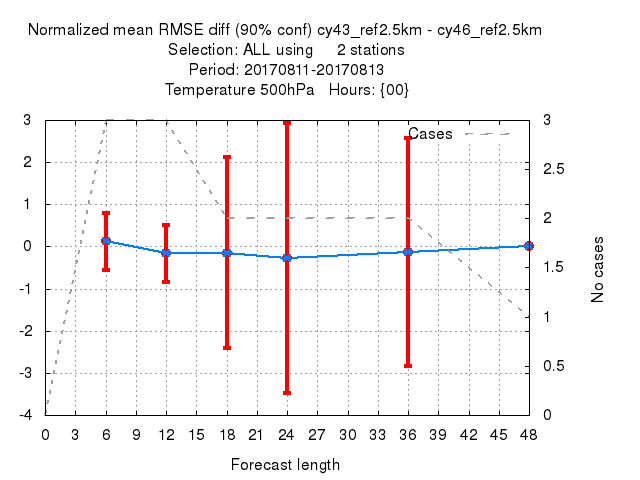 Normalized mean RMSE diff (90% conf) cy43_ref2.5km - cy46_ref2.5km
Selection: ALL using 2 stations
Period: 20170811-20170813
Temperature 500hPa Hours: {00}
Cases
3
2
1
0
-1
-2
-3
-4
3
2.5
2
1.5
1
0.5
0
No cases
0 3 6 9 12 15 18 21 24 27 30 33 36 39 42 45 48
Forecast length